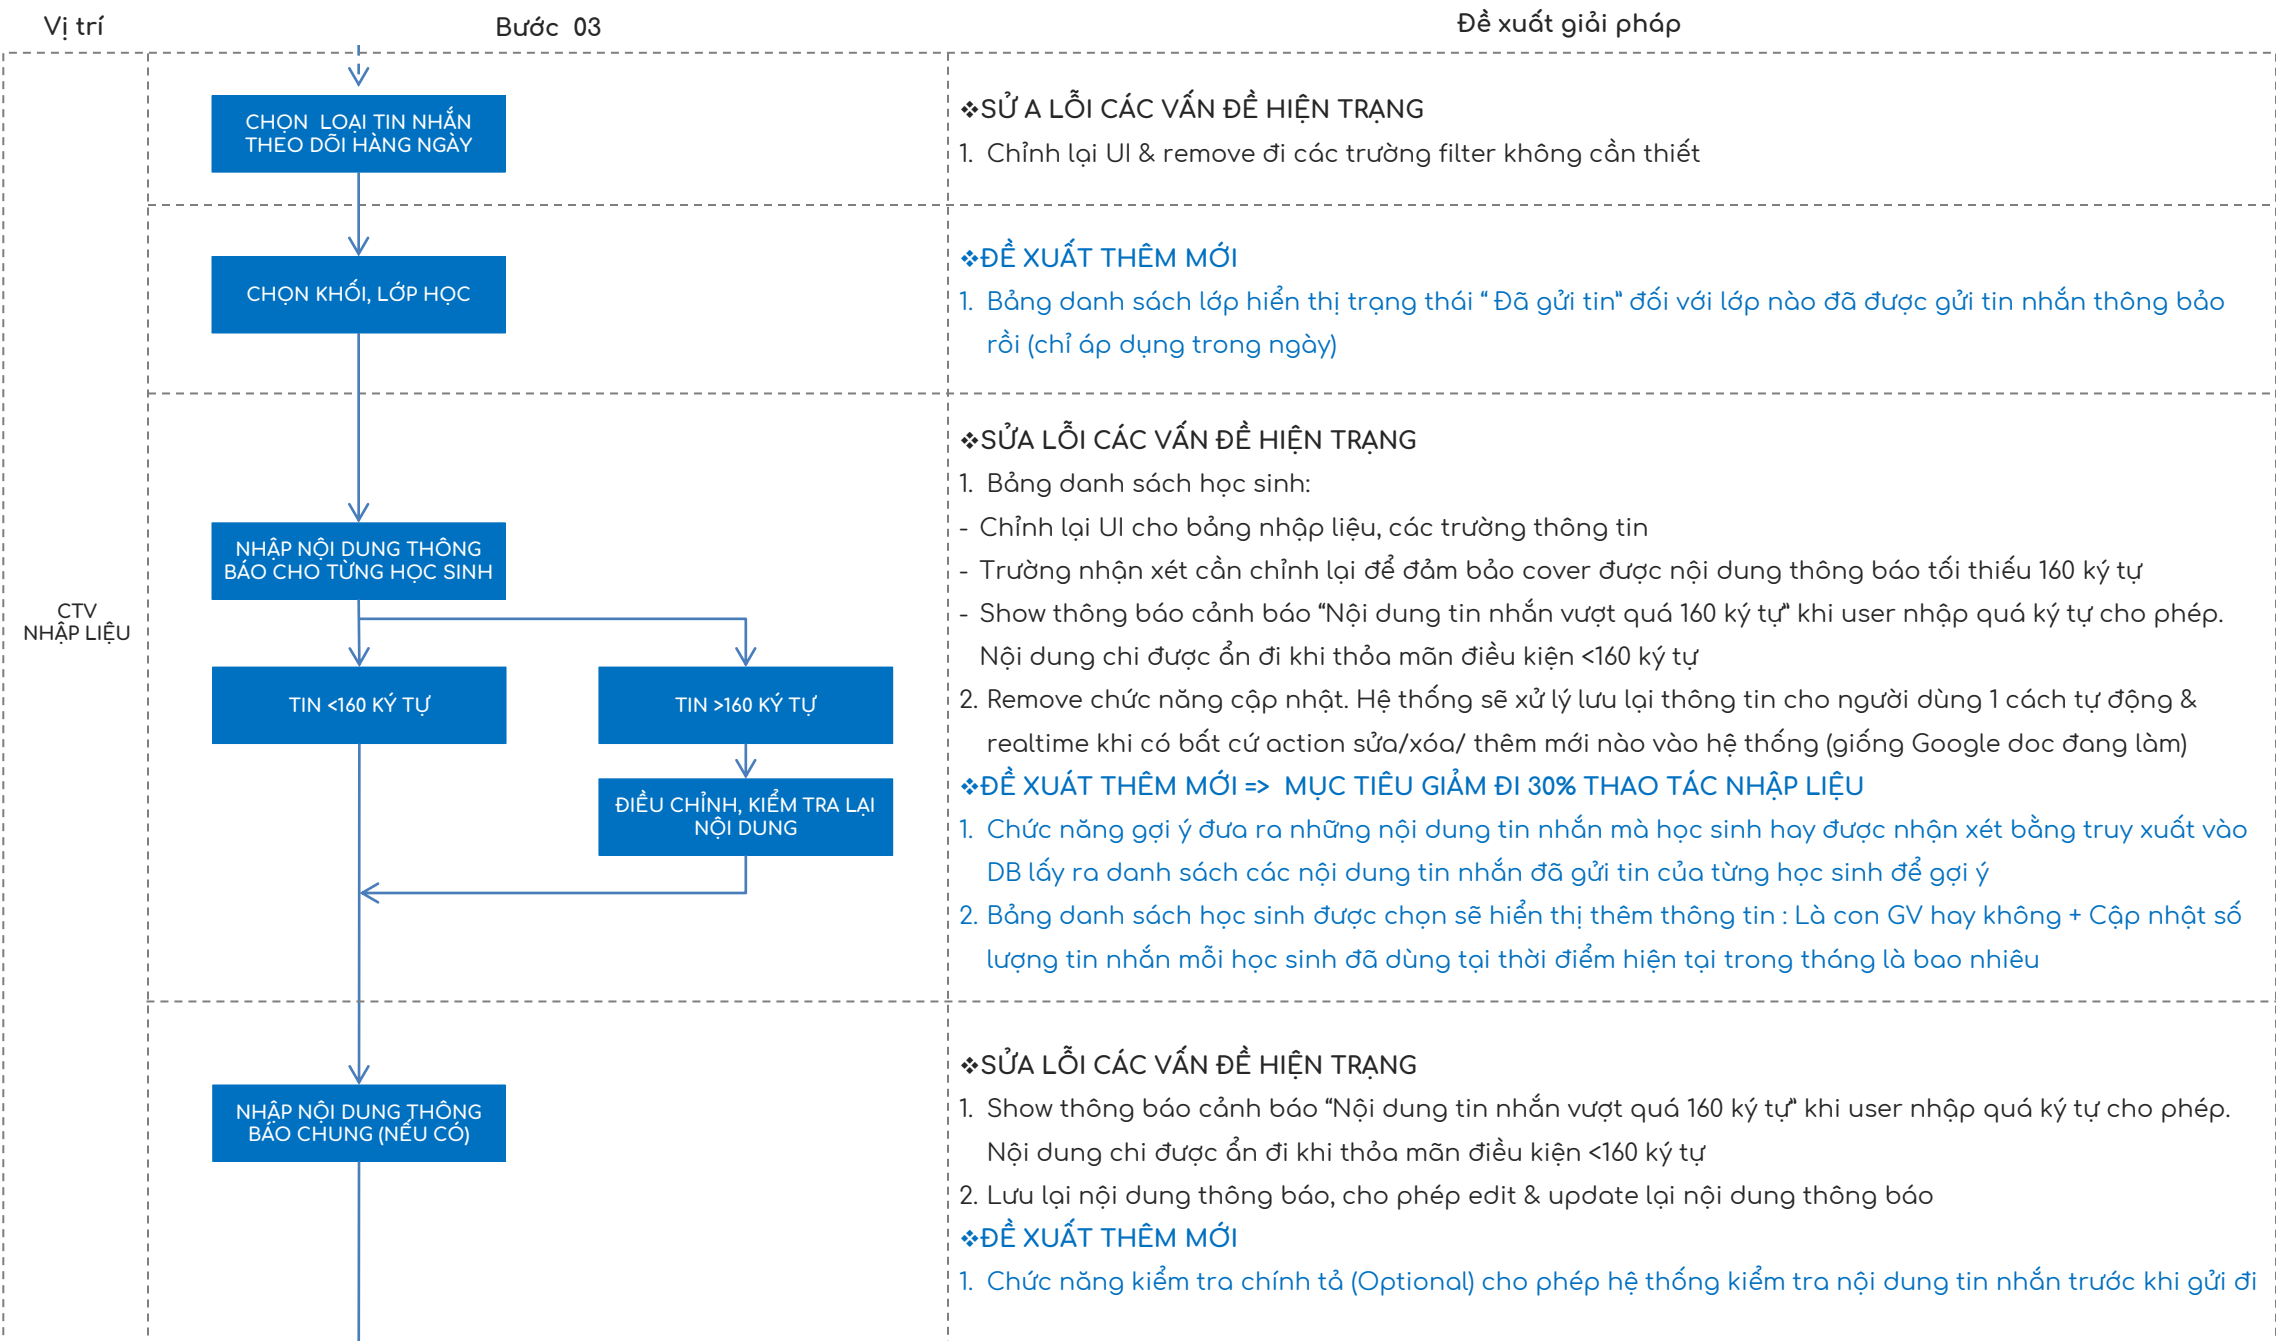 Vị trí
Bước 03
Đề xuất giải pháp
CTV
NHẬP LIỆU
CHỌN LOẠI TIN NHẮN
THEO DÕI HÀNG NGÀY
❖SỬ A LỖI CÁC VẤN ĐỀ HIỆN TRẠNG
1. Chỉnh lại UI & remove đi các trường filter không cần thiết
CHỌN KHỐI, LỚP HỌC
❖ĐỀ XUẤT THÊM MỚI
1. Bảng danh sách lớp hiển thị trạng thái “ Đã gửi tin” đối với lớp nào đã được gửi tin nhắn thông bảo
rồi (chỉ áp dụng trong ngày)
NHẬP NỘI DUNG THÔNG
BÁO CHO TỪNG HỌC SINH
TIN <160 KÝ TỰ
TIN >160 KÝ TỰ
ĐIỀU CHỈNH, KIỂM TRA LẠI
NỘI DUNG
❖SỬA LỖI CÁC VẤN ĐỀ HIỆN TRẠNG
1. Bảng danh sách học sinh:
- Chỉnh lại UI cho bảng nhập liệu, các trường thông tin
- Trường nhận xét cần chỉnh lại để đảm bảo cover được nội dung thông báo tối thiếu 160 ký tự
- Show thông báo cảnh báo “Nội dung tin nhắn vượt quá 160 ký tự” khi user nhập quá ký tự cho phép.
Nội dung chi được ẩn đi khi thỏa mãn điều kiện <160 ký tự
2. Remove chức năng cập nhật. Hệ thống sẽ xử lý lưu lại thông tin cho người dùng 1 cách tự động &
realtime khi có bất cứ action sửa/xóa/ thêm mới nào vào hệ thống (giống Google doc đang làm)
❖ĐỀ XUÁT THÊM MỚI => MỤC TIÊU GIẢM ĐI 30% THAO TÁC NHẬP LIỆU
1. Chức năng gợi ý đưa ra những nội dung tin nhắn mà học sinh hay được nhận xét bằng truy xuất vào
DB lấy ra danh sách các nội dung tin nhắn đã gửi tin của từng học sinh để gợi ý
2. Bảng danh sách học sinh được chọn sẽ hiển thị thêm thông tin : Là con GV hay không + Cập nhật số
lượng tin nhắn mỗi học sinh đã dùng tại thời điểm hiện tại trong tháng là bao nhiêu
NHẬP NỘI DUNG THÔNG
BÁO CHUNG (NẾU CÓ)
❖SỬA LỖI CÁC VẤN ĐỀ HIỆN TRẠNG
1. Show thông báo cảnh báo “Nội dung tin nhắn vượt quá 160 ký tự” khi user nhập quá ký tự cho phép.
Nội dung chi được ẩn đi khi thỏa mãn điều kiện <160 ký tự
2. Lưu lại nội dung thông báo, cho phép edit & update lại nội dung thông báo
❖ĐỀ XUẤT THÊM MỚI
1. Chức năng kiểm tra chính tả (Optional) cho phép hệ thống kiểm tra nội dung tin nhắn trước khi gửi đi